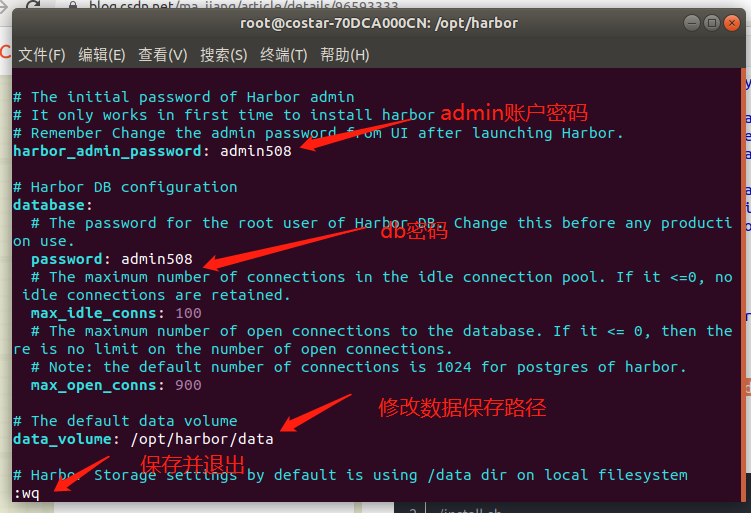 blog.csdn.net/ma_jiang/article/details/96593333
root@costar-70DCA000CN: /opt/harbor
文件(F) 编辑(E) 查看(V) 搜索(S) 终端(T) 帮助(H)
# The initial password of Harbor admin
# It only works in first time to install harbor admin账户密码
# Remember Change the admin password from UI after launching Harbor.
harbor_admin_password: admin508
# Harbor DB configuration
database:
# The password for the root user of Harbor DB. Change this before any producti
on use.
db密码
password: admin508
# The maximum number of connections in the idle connection pool. If it <=0, no
idle connections are retained.
max_idle_conns: 100
# The maximum number of open connections to the database. If it <= 0, then the
re is no limit on the number of open connections.
# Note: the default number of connections is 1024 for postgres of harbor.
max_open_conns: 900
修改数据保存路径
# The default data volume
data_volume: /opt/harbor/data
保存并退出
# Harbor Storage settings by default is using /data dir on local filesystem
:wq